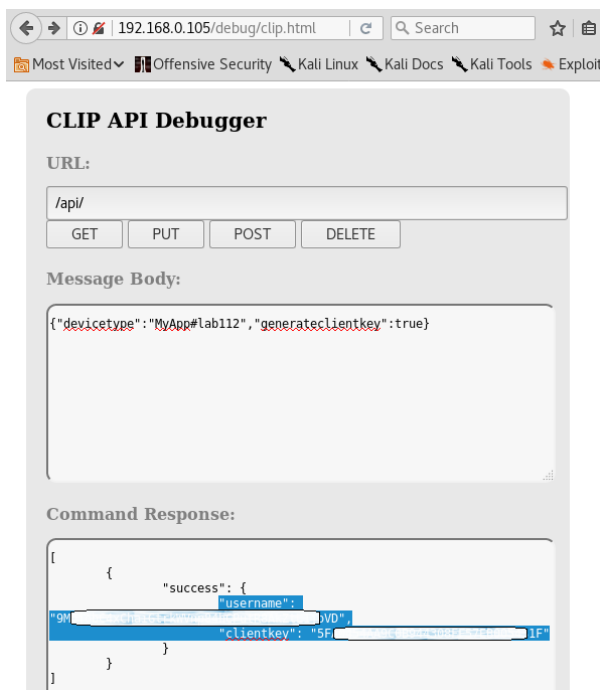 192.168.0.105/debug/clip.html Search
Most Visited Offensive Security Kali Linux Kali Docs Kali Tools Exploit
CLIP API Debugger
URL:
/api/
GET PUT POST DELETE
Message Body:
{"devicetype":"MyApp#lab112","generateclientkey":true}
Command Response:
[
{
"success": {
"username":
"9M VD",
"clientkey": "5F 1F"
}
}
]